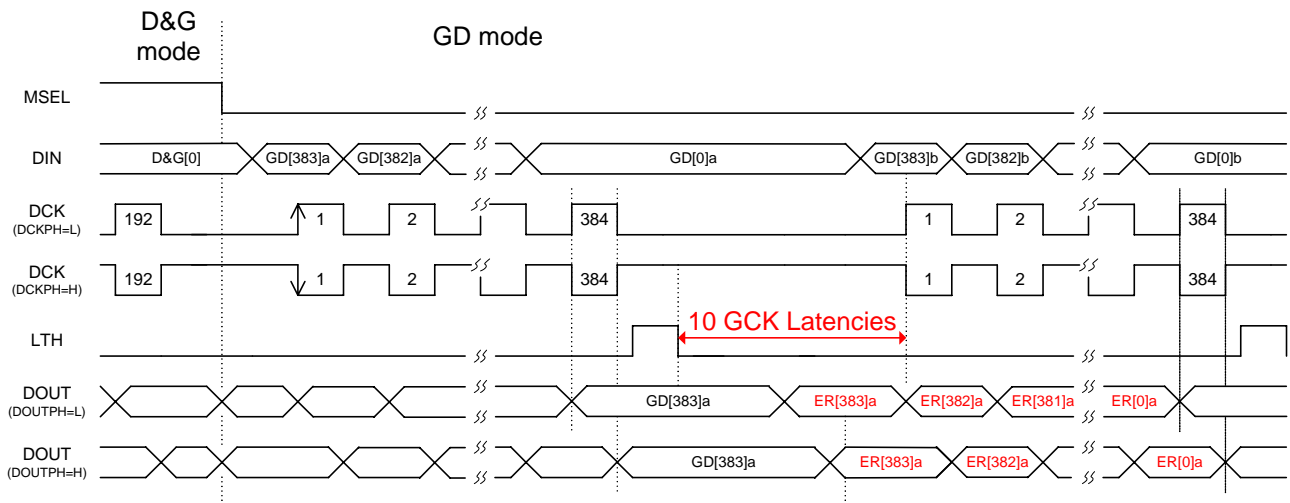 D&G
mode
GD mode
MSEL
DIN
D&G[0]
GD[383]a
GD[382]a
GD[0]a
GD[383]b
GD[382]b
GD[0]b
DCK
(DCKPH=L)
192
1
2
384
1
2
384
DCK
(DCKPH=H)
192
1
2
384
1
2
384
LTH
10 GCK Latencies
DOUT
(DOUTPH=L)
GD[383]a
ER[383]a
ER[382]a
ER[381]a
ER[0]a
DOUT
(DOUTPH=H)
GD[383]a
ER[383]a
ER[382]a
ER[0]a